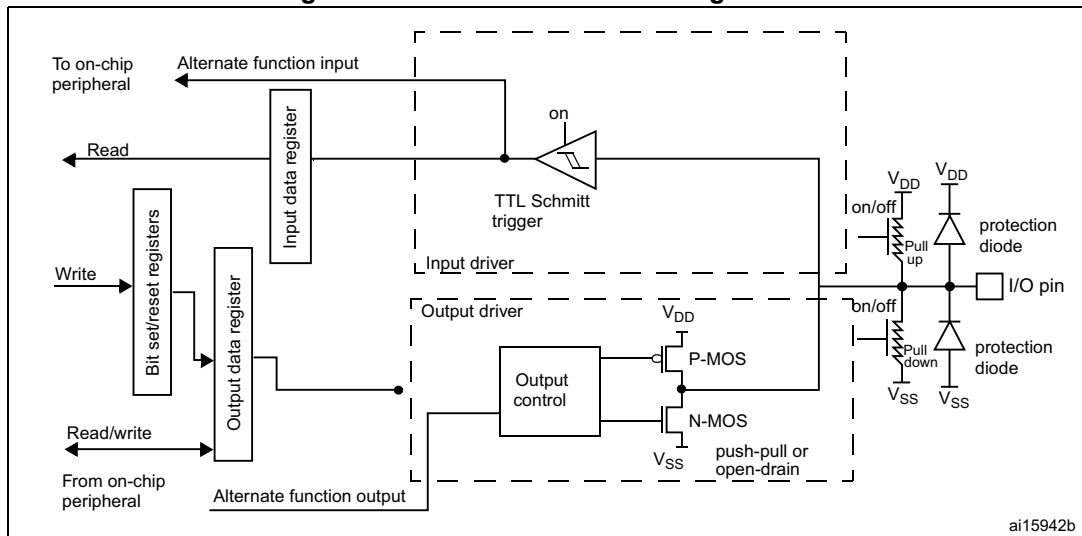 To on-chip
peripheral
Alternate function input
on
Read
Input data register
TTL Schmitt
trigger
Input driver
Bit set/reset registers
Output data register
Write
Read/write
From on-chip
peripheral
Alternate function output
Output driver
Output
control
VDD
P-MOS
N-MOS
VSS
push-pull or
open-drain
VDD
on/off
Pull
up
VDD
protection
diode
I/O pin
on/off
Pull
down
VSS
protection
diode
VSS
ai15942b